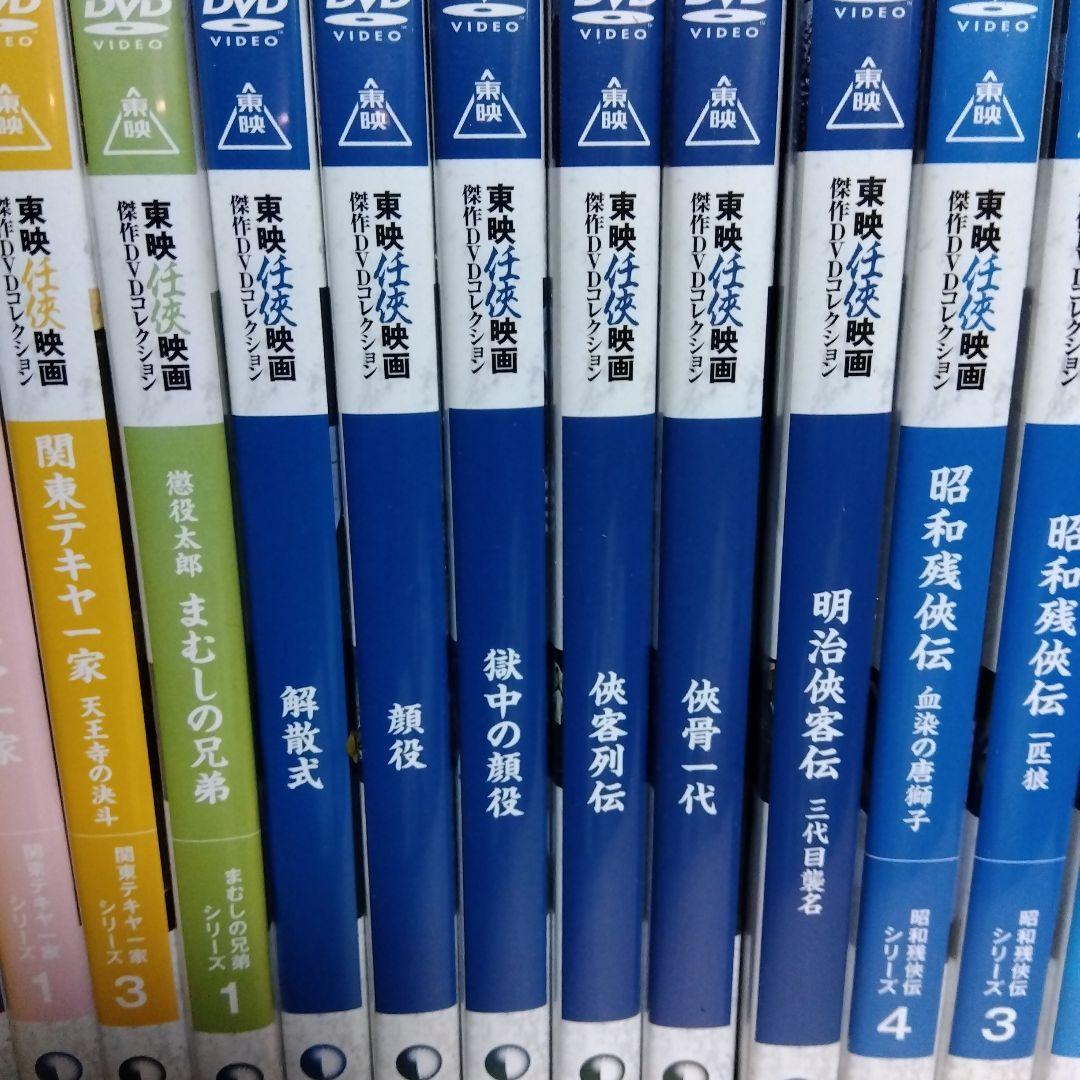 DVD
東映
東映任侠映画
傑作DVDコレクション
関東テキヤ一家 天王寺の決斗
関東テキヤ一家
シリーズ
3
DVD
VIDEO
東映
東映任侠映画
傑作DVDコレクション
懲役太郎 まむしの兄弟
まむしの兄弟
シリーズ
1
DVD
VIDEO
東映
東映任侠映画
傑作DVDコレクション
解散式
DVD
VIDEO
東映
東映任侠映画
傑作DVDコレクション
顔役
VIDEO
東映
東映任侠映画
傑作DVDコレクション
獄中の顔役
DVD
VIDEO
東映
東映任侠映画
傑作DVDコレクション
侠客列伝
DVD
VIDEO
東映
東映任侠映画
傑作DVDコレクション
侠骨一代
VIDEO
東映
東映任侠映画
傑作DVDコレクション
明治侠客伝 三代目襲名
DVD
VIDEO
東映
東映任侠映画
傑作DVDコレクション
昭和残侠伝 血染の唐獅子
昭和残侠伝
シリーズ
4
昭和残侠伝 一匹狼
昭和残侠伝
シリーズ
3
関東テキヤ一家
シリーズ
1